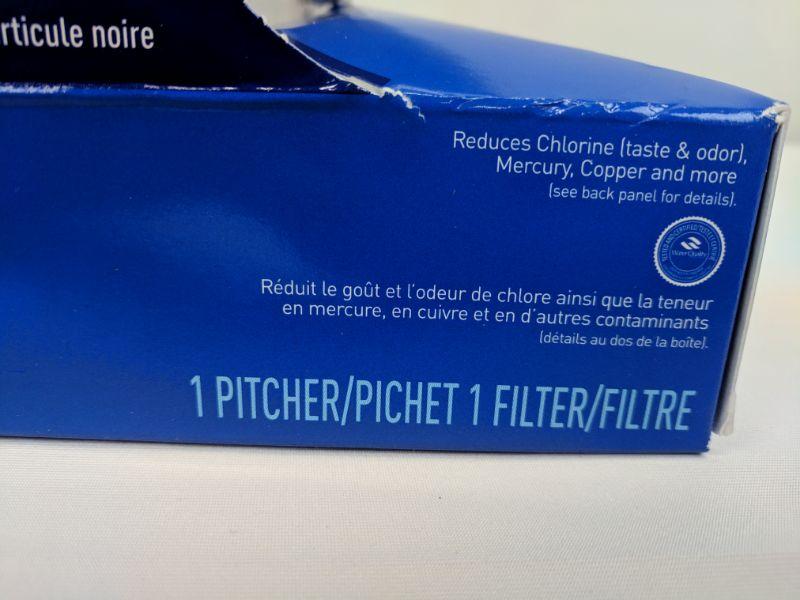 rticule noire
Reduces Chlorine (taste & odor),
Mercury, Copper and more
(see back panel for details).
Water Quality
Réduit le goût et l'odeur de chlore ainsi que la teneur
en mercure, en cuivre et en d'autres contaminants
(détails au dos de la boîte).
1 PITCHER/PICHET 1 FILTER/FILTRE